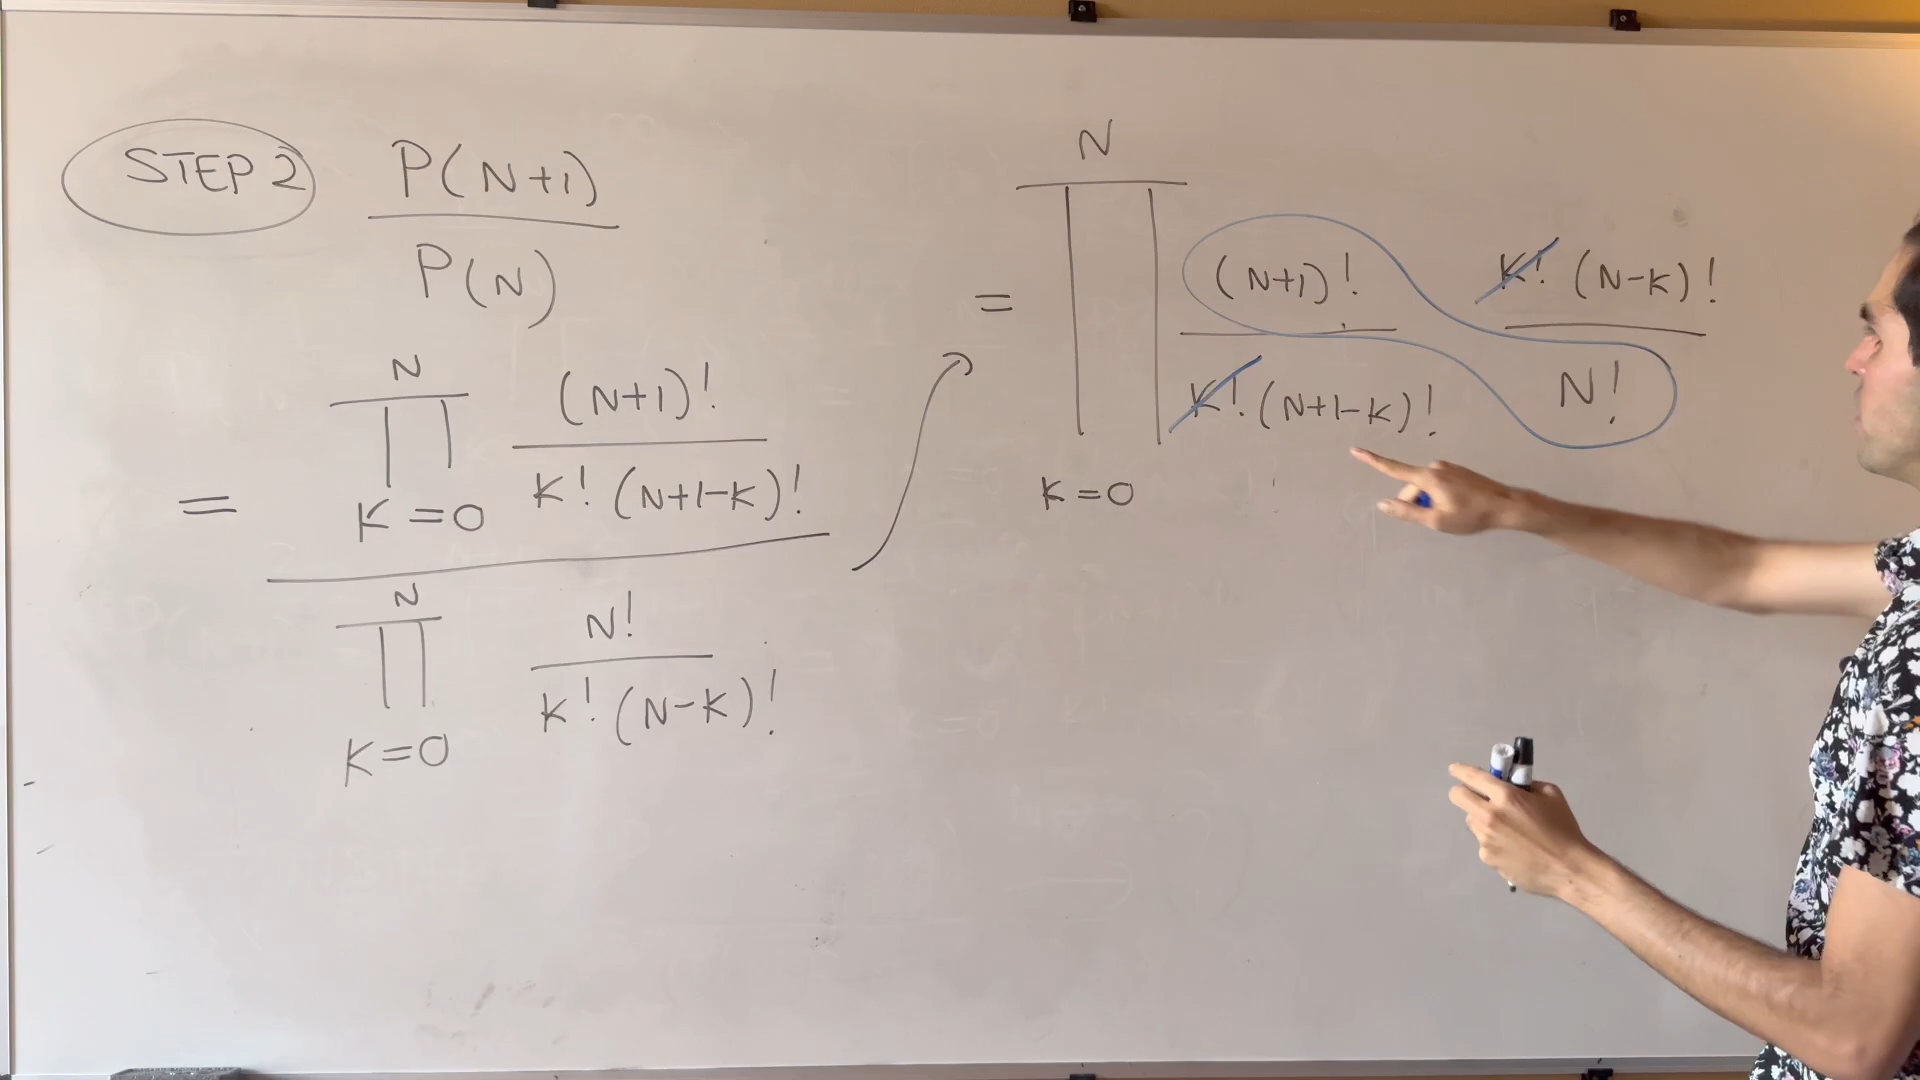 STEP 2
P(N+1)
P(N)
N
(N+1)!
= ∏
K=0
K! (N+1-K)!
N
N!
∏
K=0
K! (N-K)!
N
= ∏
(N+1)! K! (N-K)!
K! (N+1-K)! N!
K=0